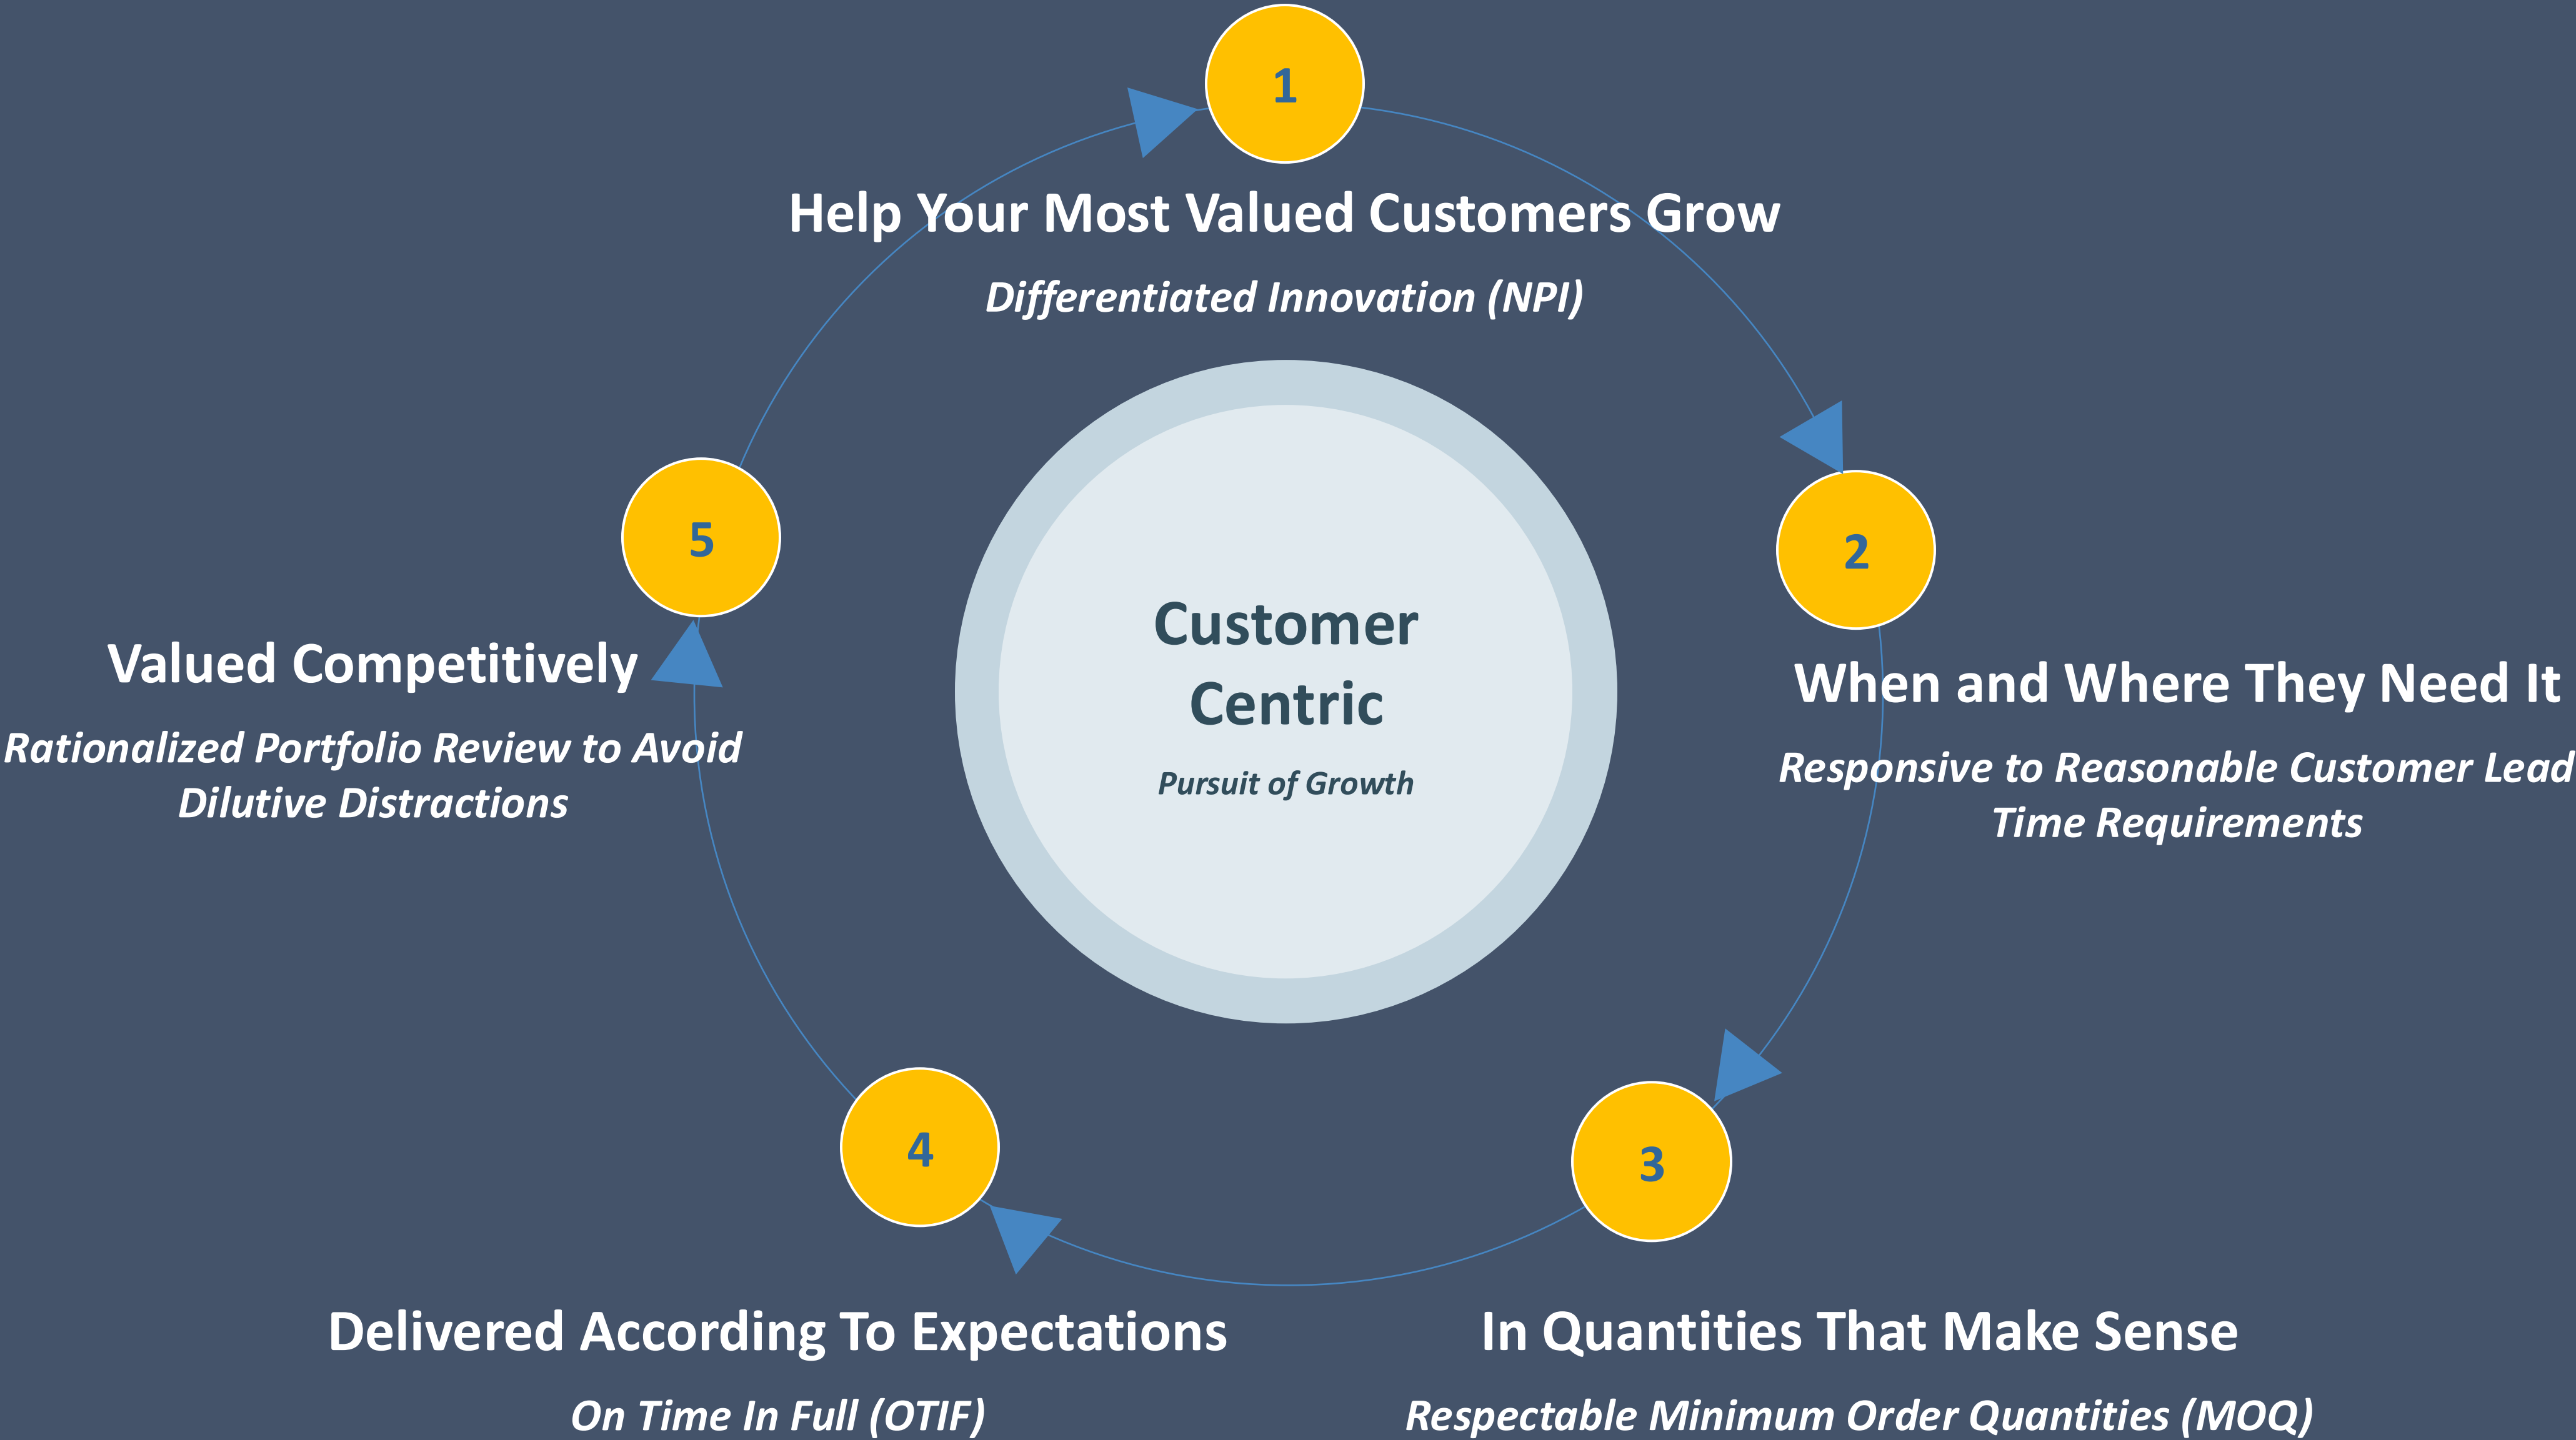 1
Help Your Most Valued Customers Grow
Differentiated Innovation (NPI)
2
When and Where They Need It
Responsive to Reasonable Customer Lead
Time Requirements
3
In Quantities That Make Sense
Respectable Minimum Order Quantities (MOQ)
4
Delivered According To Expectations
On Time In Full (OTIF)
5
Valued Competitively
Rationalized Portfolio Review to Avoid
Dilutive Distractions
Customer
Centric
Pursuit of Growth